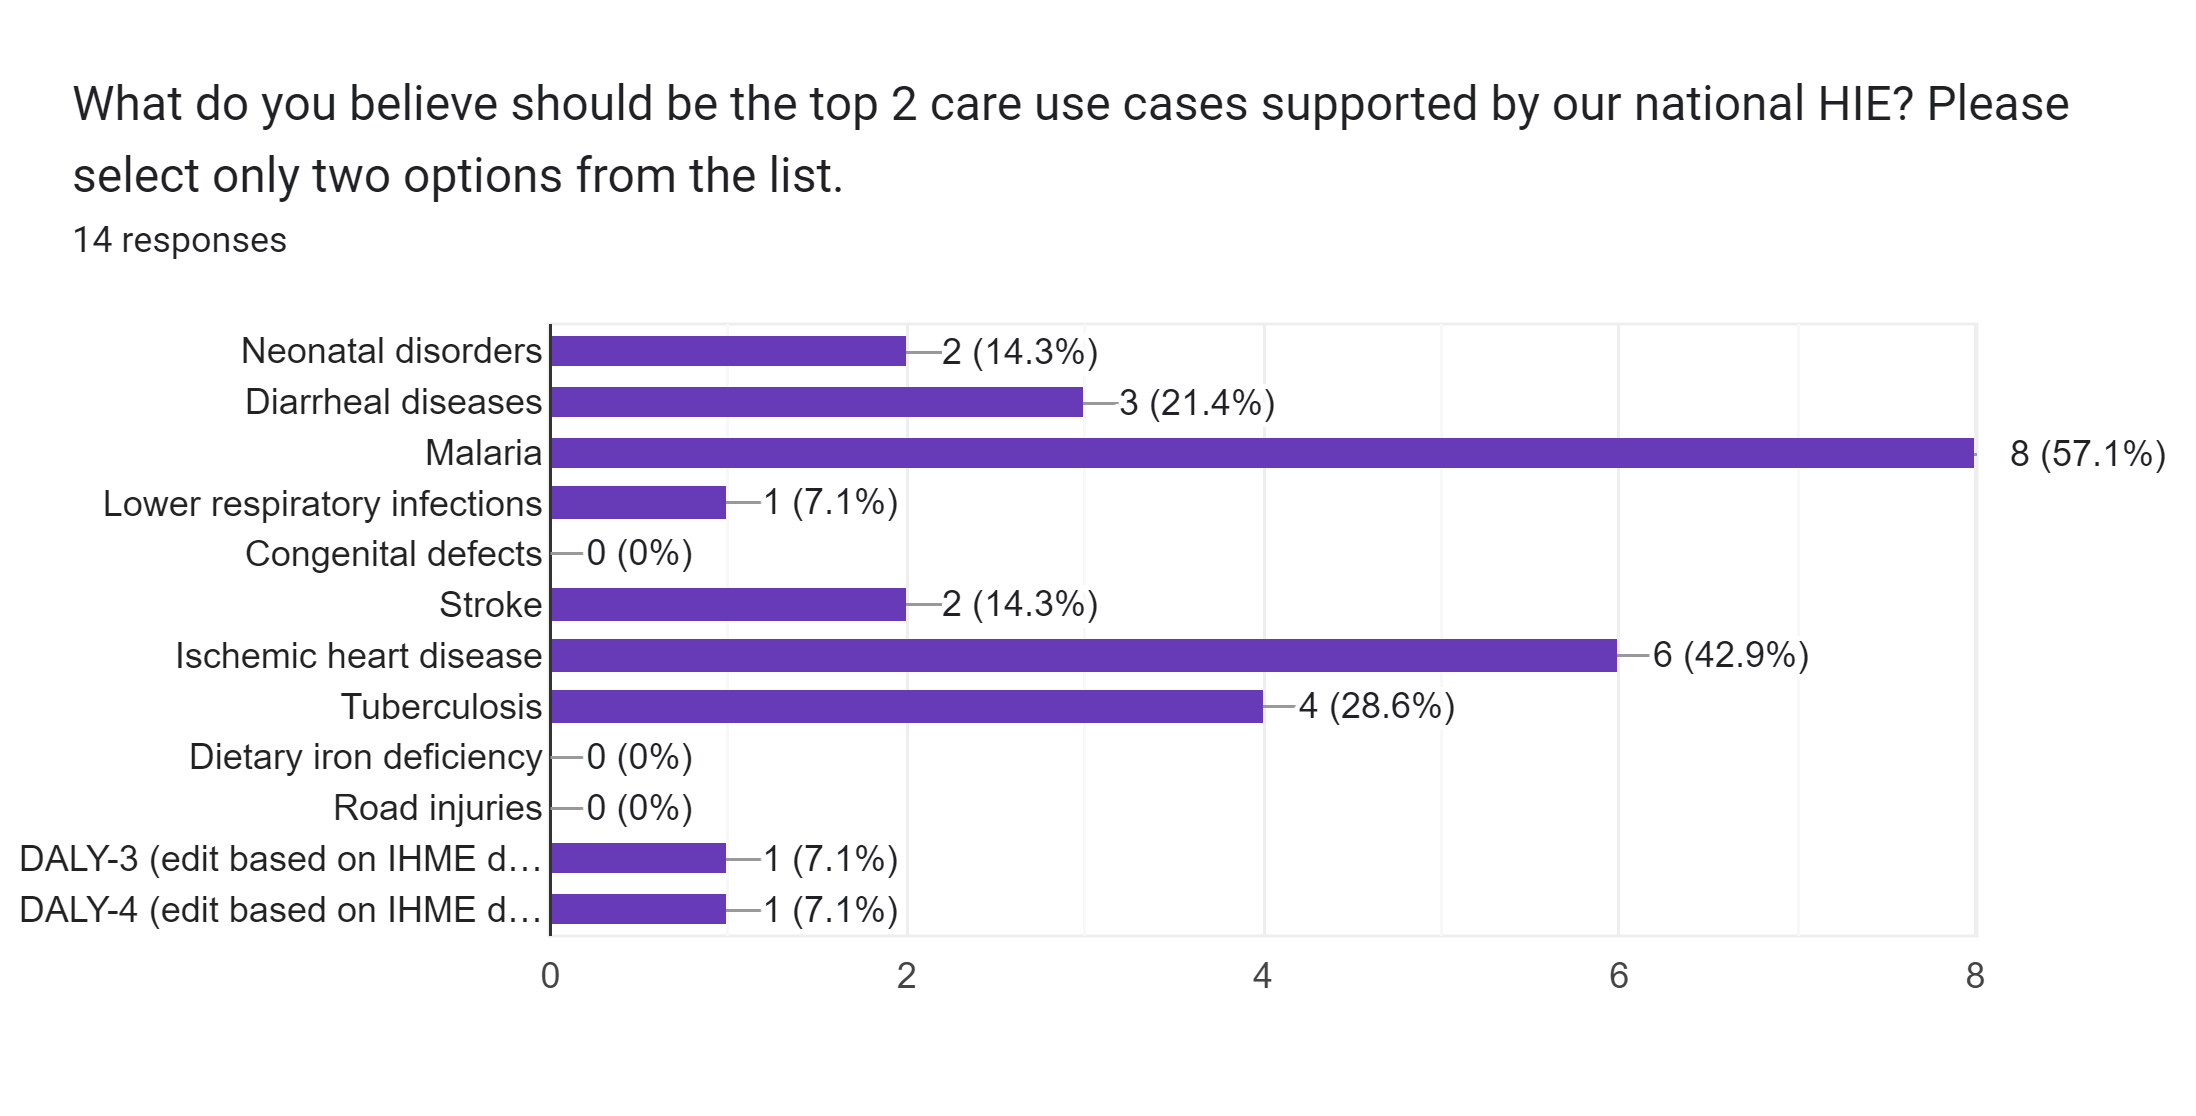 What do you believe should be the top 2 care use cases supported by our national HIE? Please
select only two options from the list.
14 responses
Neonatal disorders 2 (14.3%)
Diarrheal diseases 3 (21.4%)
Malaria 8 (57.1%)
Lower respiratory infections 1 (7.1%)
Congenital defects 0 (0%)
Stroke 2 (14.3%)
Ischemic heart disease 6 (42.9%)
Tuberculosis 4 (28.6%)
Dietary iron deficiency 0 (0%)
Road injuries 0 (0%)
DALY-3 (edit based on IHME d… 1 (7.1%)
DALY-4 (edit based on IHME d… 1 (7.1%)
0 2 4 6 8